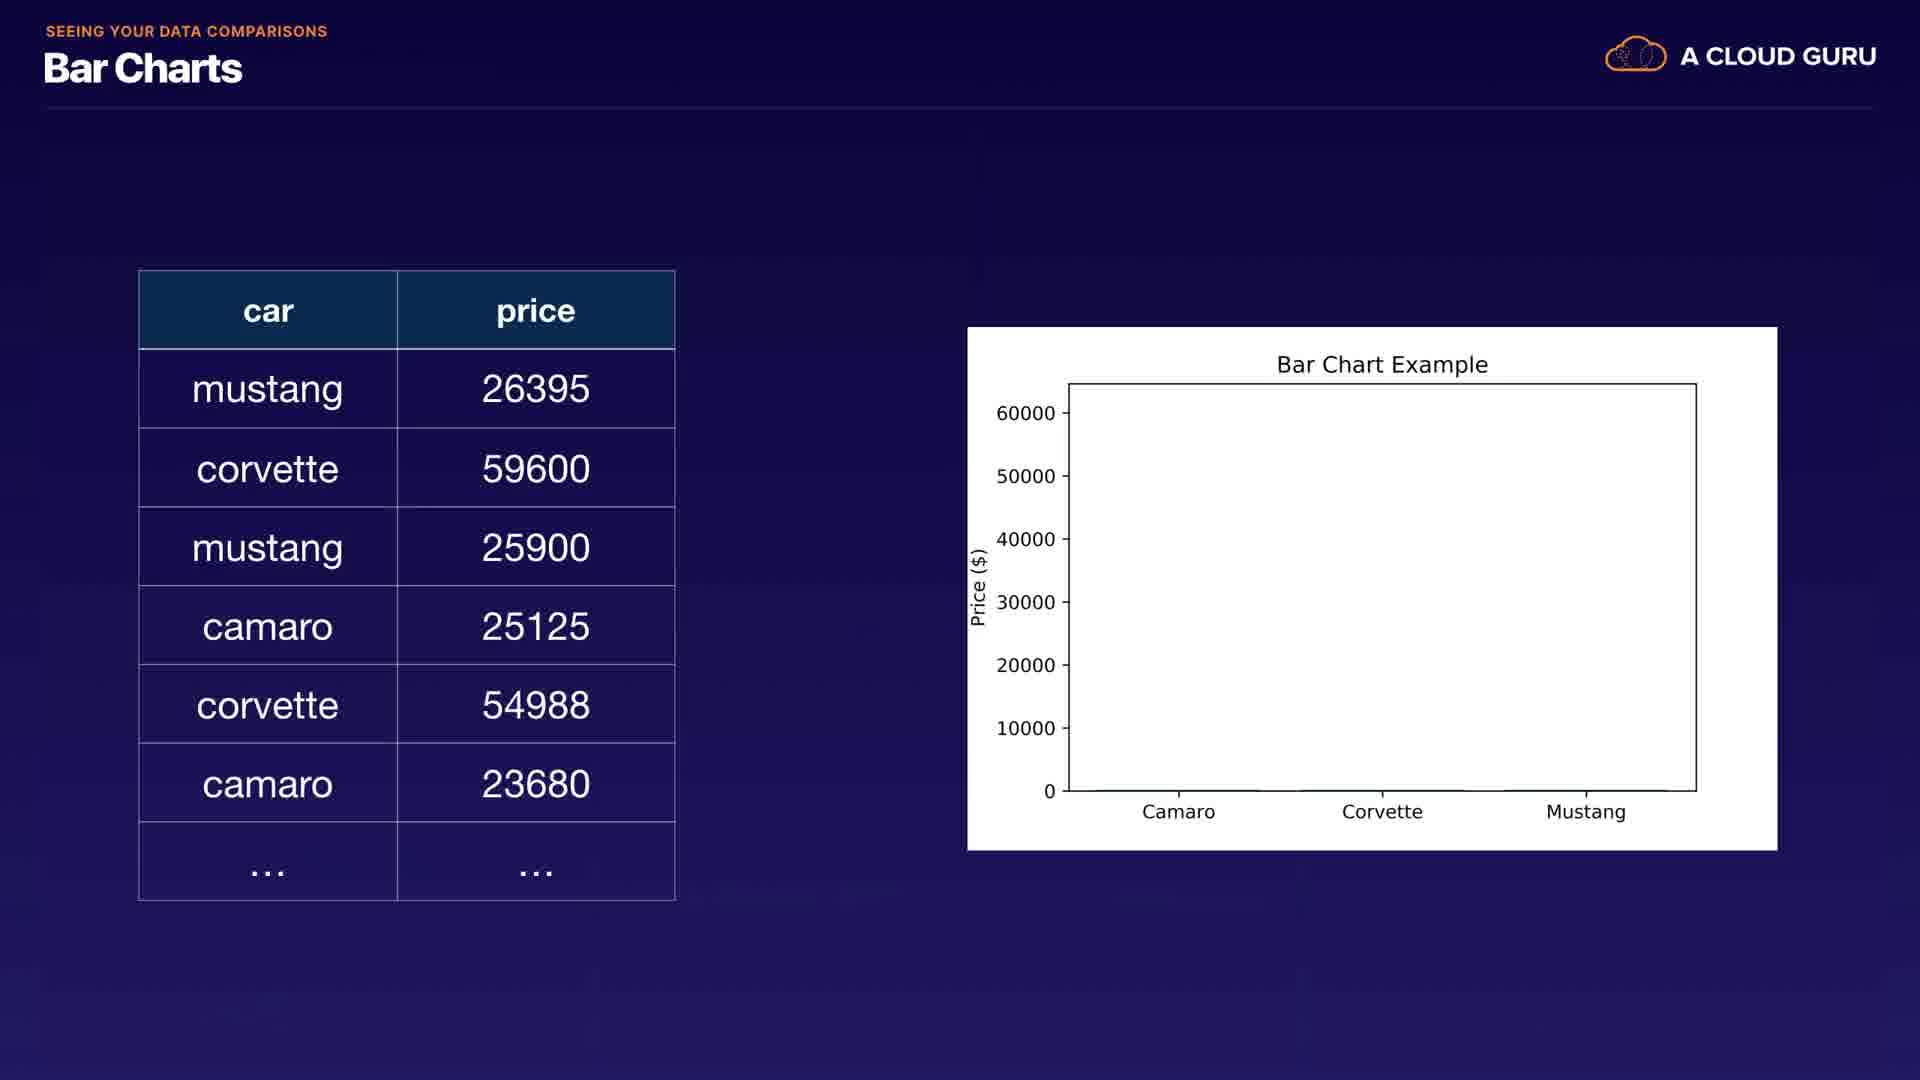 SEEING YOUR DATA COMPARISONS
Bar Charts
A CLOUD GURU
car price
mustang 26395
corvette 59600
mustang 25900
camaro 25125
corvette 54988
camaro 23680
... ...
Bar Chart Example
Price ($)
60000
50000
40000
30000
20000
10000
0
Camaro Corvette Mustang